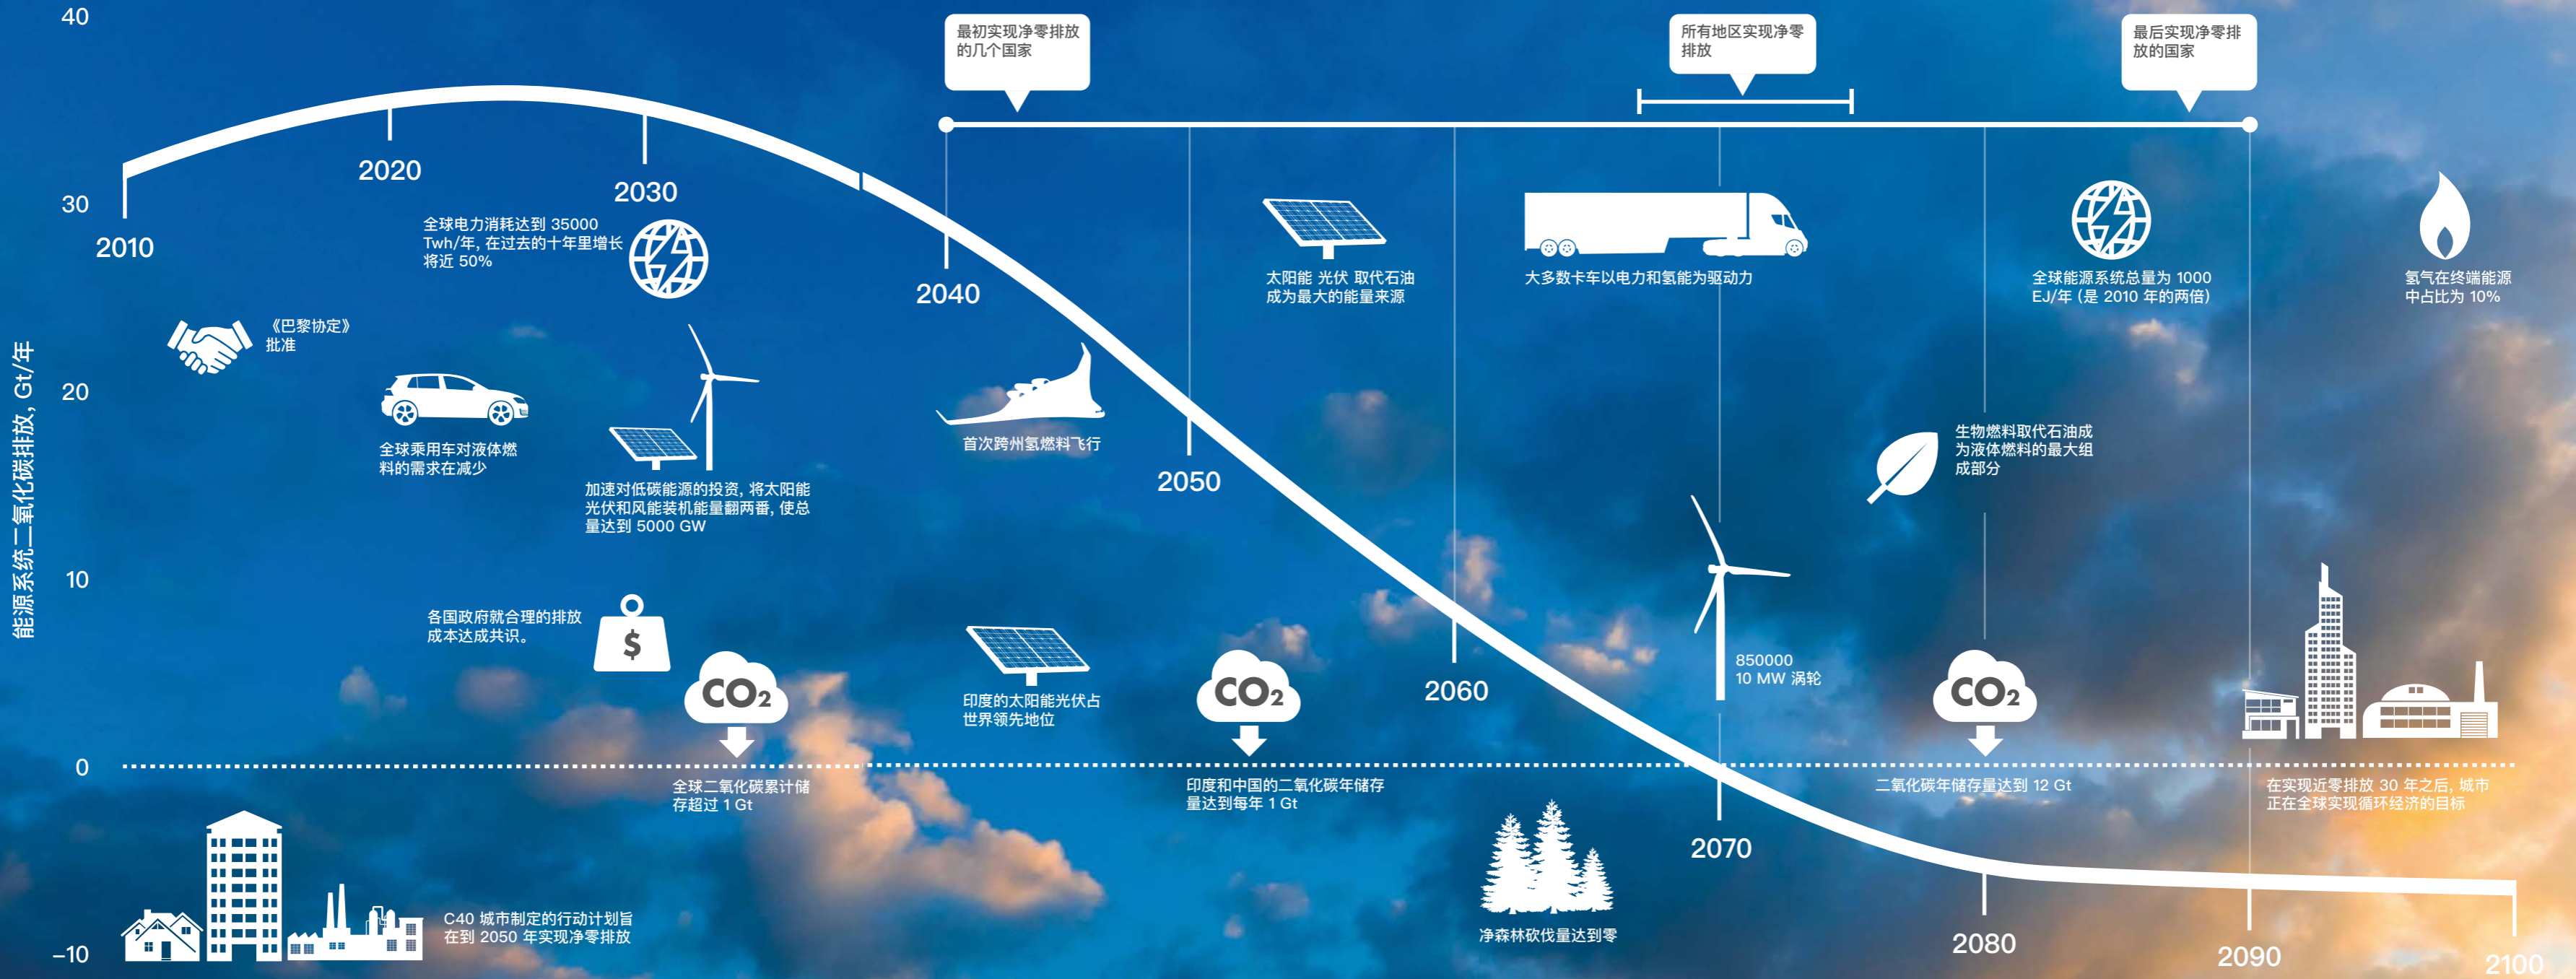 40
30
20
10
0
–10
能源系统二氧化碳排放, Gt/年
最初实现净零排放
的几个国家
所有地区实现净零
排放
最后实现净零排
放的国家
2010
2020
2030
2040
2050
2060
2070
2080
2090
2100
全球电力消耗达到 35000
Twh/年, 在过去的十年里增长
将近 50%
《巴黎协定》
批准
全球乘用车对液体燃
料的需求在减少
加速对低碳能源的投资, 将太阳能
光伏和风能装机能量翻两番, 使总
量达到 5000 GW
各国政府就合理的排放
成本达成共识。
$
CO₂
全球二氧化碳累计储
存超过 1 Gt
C40 城市制定的行动计划旨
在到 2050 年实现净零排放
首次跨州氢燃料飞行
印度的太阳能光伏占
世界领先地位
太阳能 光伏 取代石油
成为最大的能量来源
CO₂
印度和中国的二氧化碳年储存
量达到每年 1 Gt
大多数卡车以电力和氢能为驱动力
850000
10 MW 涡轮
净森林砍伐量达到零
全球能源系统总量为 1000
EJ/年 (是 2010 年的两倍)
生物燃料取代石油成
为液体燃料的最大组
成部分
CO₂
二氧化碳年储存量达到 12 Gt
氢气在终端能源
中占比为 10%
在实现近零排放 30 年之后, 城市
正在全球实现循环经济的目标